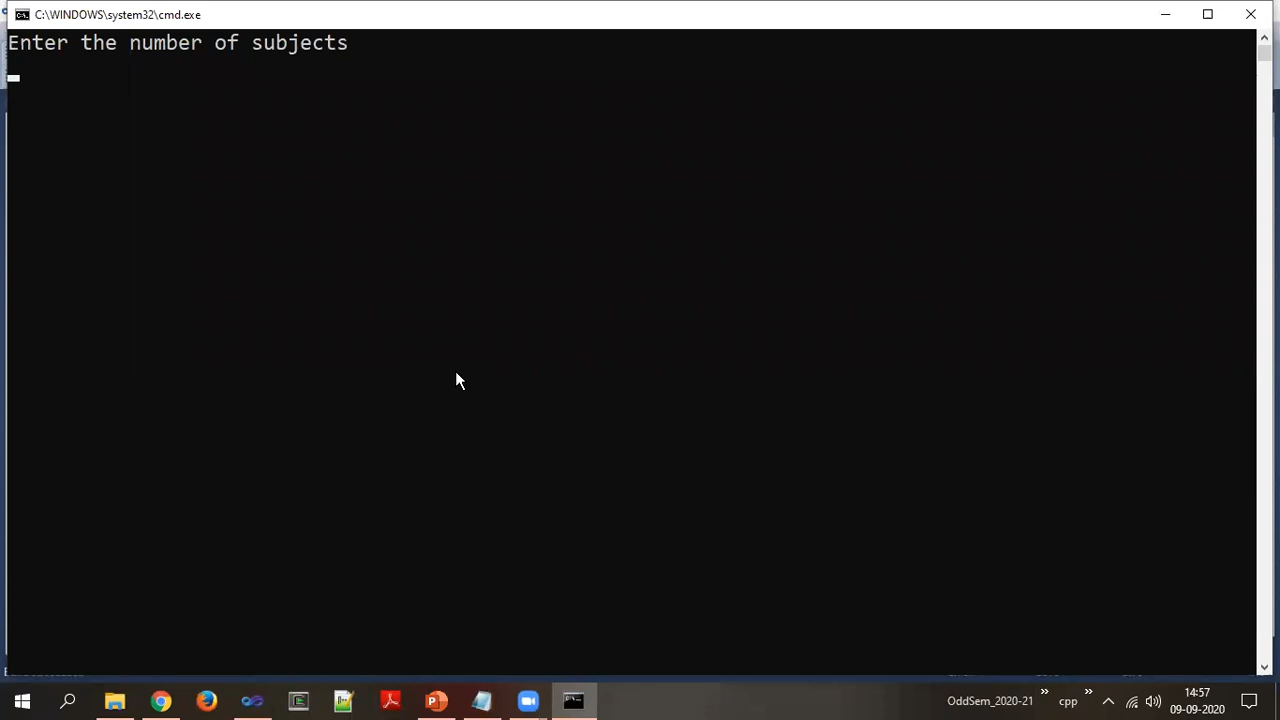 C:\WINDOWS\system32\cmd.exe
Enter the number of subjects
OddSem_2020-21 » cpp »
14:57
09-09-2020